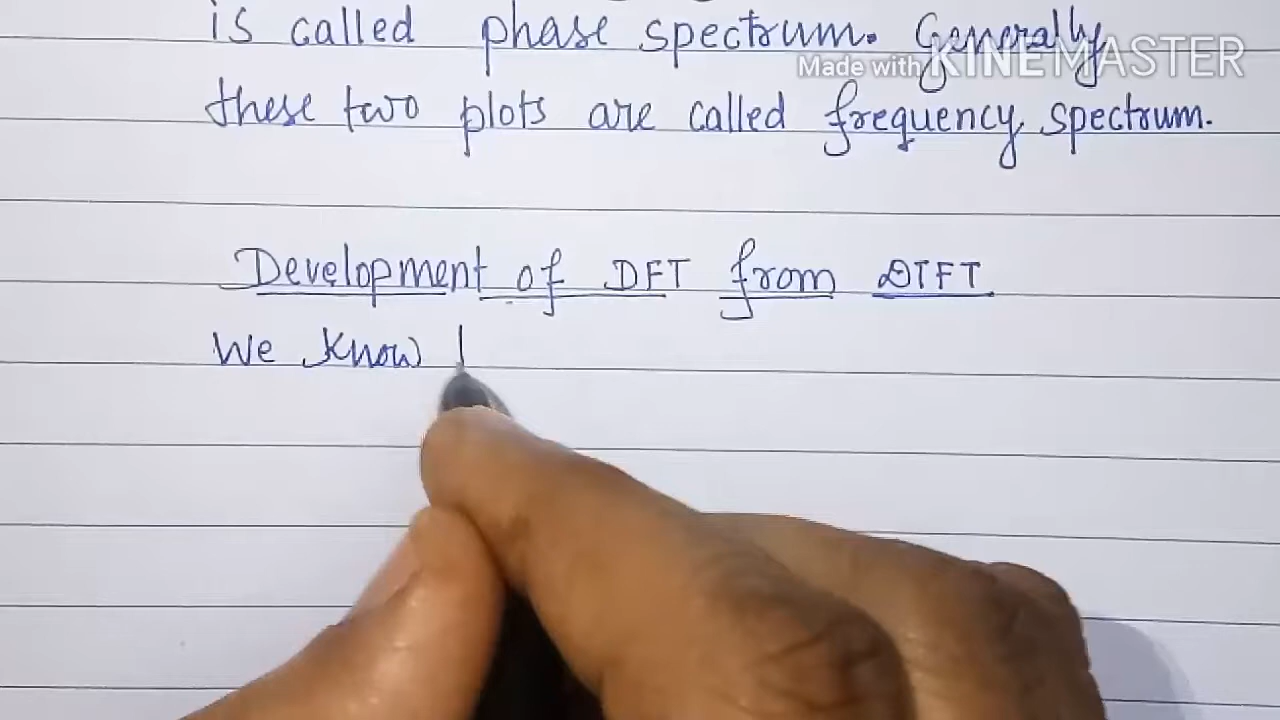 is called phase spectrum. Generally
Made with KINEMASTER
these two plots are called frequency spectrum.
Development of DFT from DTFT
We know